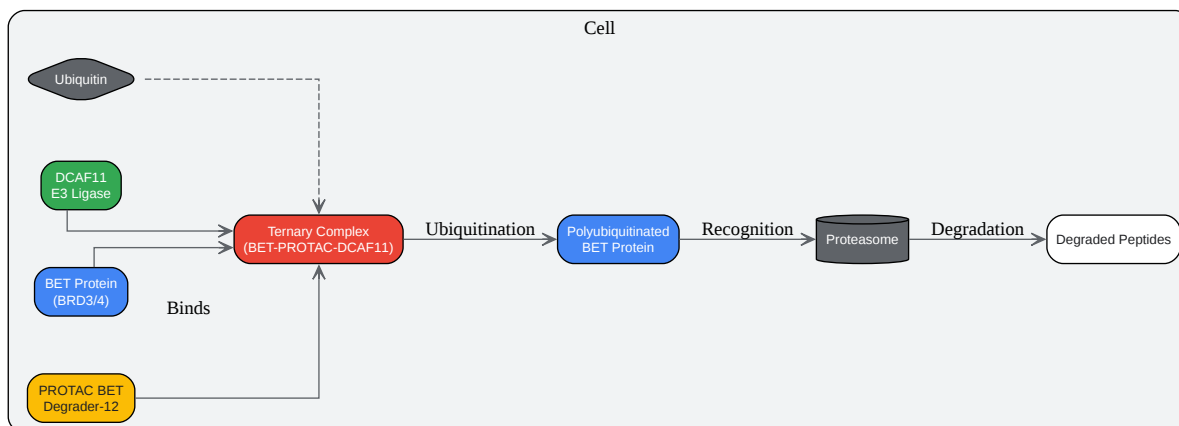 Cell
Ubiquitin
DCAF11
E3 Ligase
Ternary Complex
(BET-PROTAC-DCAF11)
Ubiquitination
Polyubiquitinated
BET Protein
Recognition
Proteasome
Degradation
Degraded Peptides
BET Protein
(BRD3/4)
Binds
PROTAC BET
Degrader-12